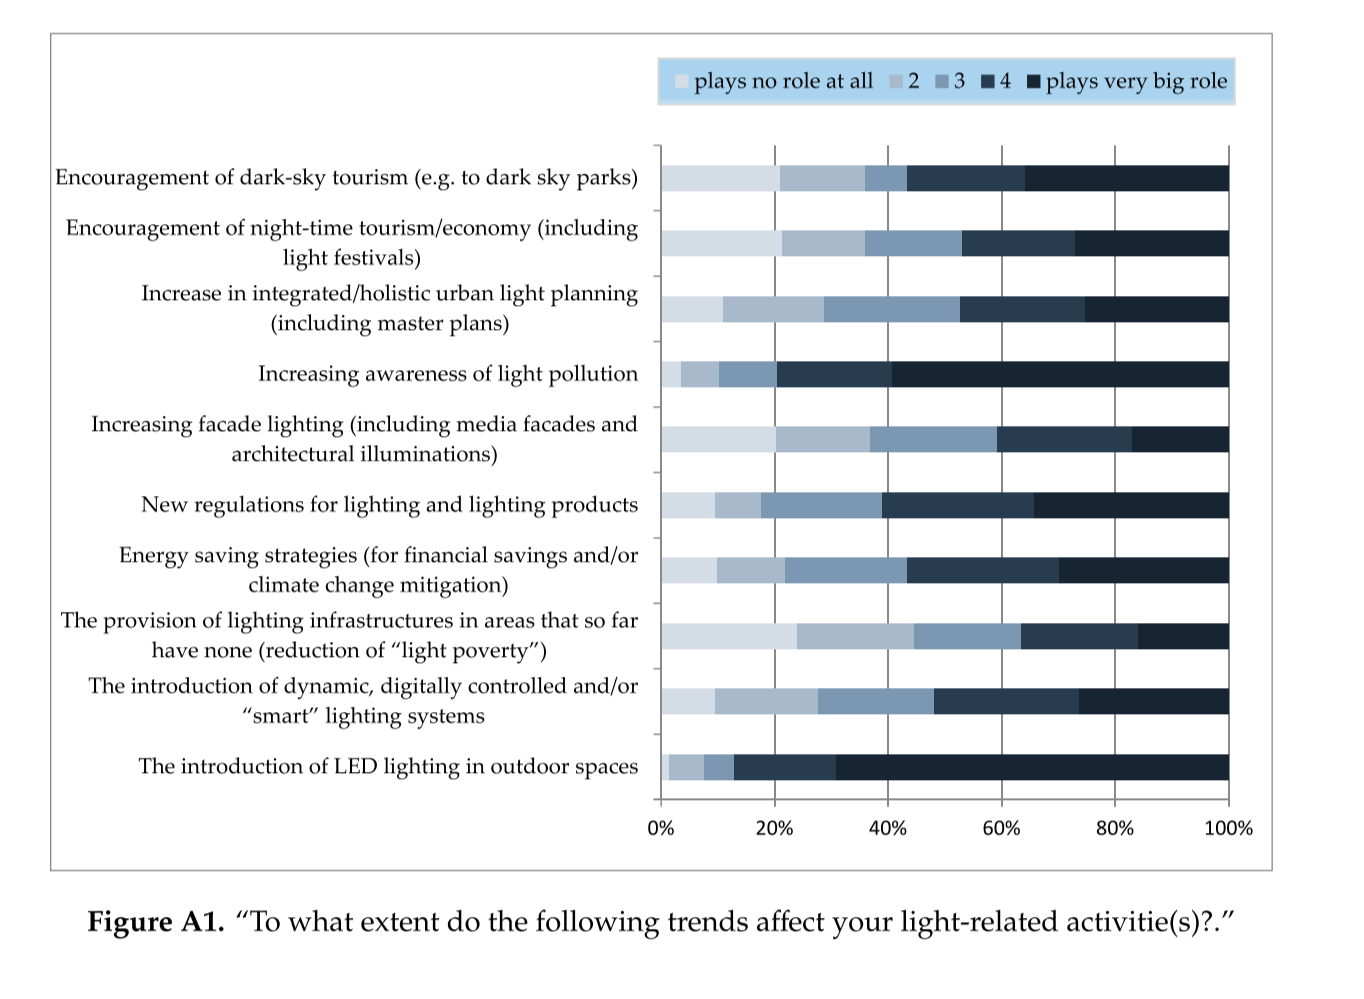 plays no role at all 2 3 4 plays very big role
Encouragement of dark-sky tourism (e.g. to dark sky parks)
Encouragement of night-time tourism/economy (including
light festivals)
Increase in integrated/holistic urban light planning
(including master plans)
Increasing awareness of light pollution
Increasing facade lighting (including media facades and
architectural illuminations)
New regulations for lighting and lighting products
Energy saving strategies (for financial savings and/or
climate change mitigation)
The provision of lighting infrastructures in areas that so far
have none (reduction of “light poverty”)
The introduction of dynamic, digitally controlled and/or
“smart” lighting systems
The introduction of LED lighting in outdoor spaces
0% 20% 40% 60% 80% 100%
Figure A1. “To what extent do the following trends affect your light-related activitie(s)?.”